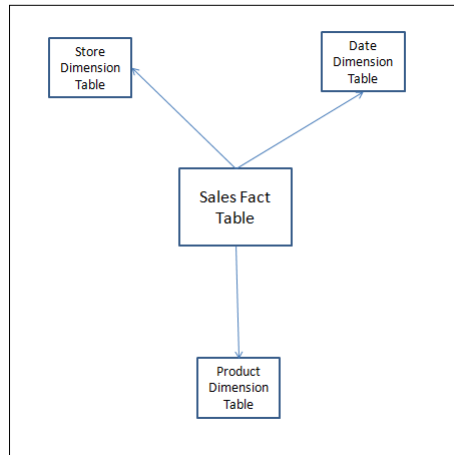 Store
Dimension
Table
Date
Dimension
Table
Sales Fact
Table
Product
Dimension
Table